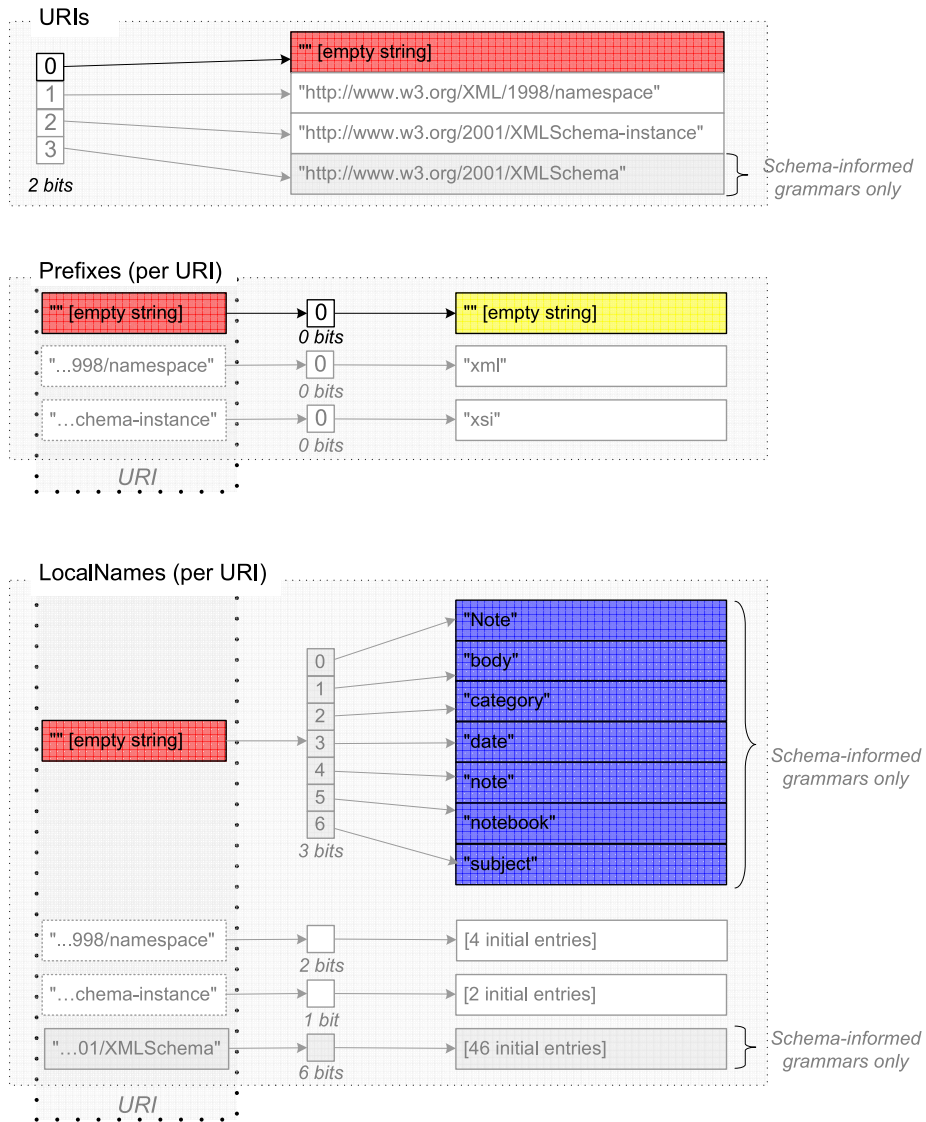 URIs
0
"" [empty string]
1
"http://www.w3.org/XML/1998/namespace"
2
"http://www.w3.org/2001/XMLSchema-instance"
3
"http://www.w3.org/2001/XMLSchema"
2 bits
Schema-informed
grammars only
Prefixes (per URI)
"" [empty string]
0
"" [empty string]
0 bits
"...998/namespace"
0
"xml"
0 bits
"...chema-instance"
0
"xsi"
0 bits
URI
LocalNames (per URI)
"" [empty string]
0
1
2
3
4
5
6
3 bits
"Note"
"body"
"category"
"date"
"note"
"notebook"
"subject"
Schema-informed
grammars only
"...998/namespace"
2 bits
[4 initial entries]
"...chema-instance"
1 bit
[2 initial entries]
"...01/XMLSchema"
6 bits
[46 initial entries]
Schema-informed
grammars only
URI